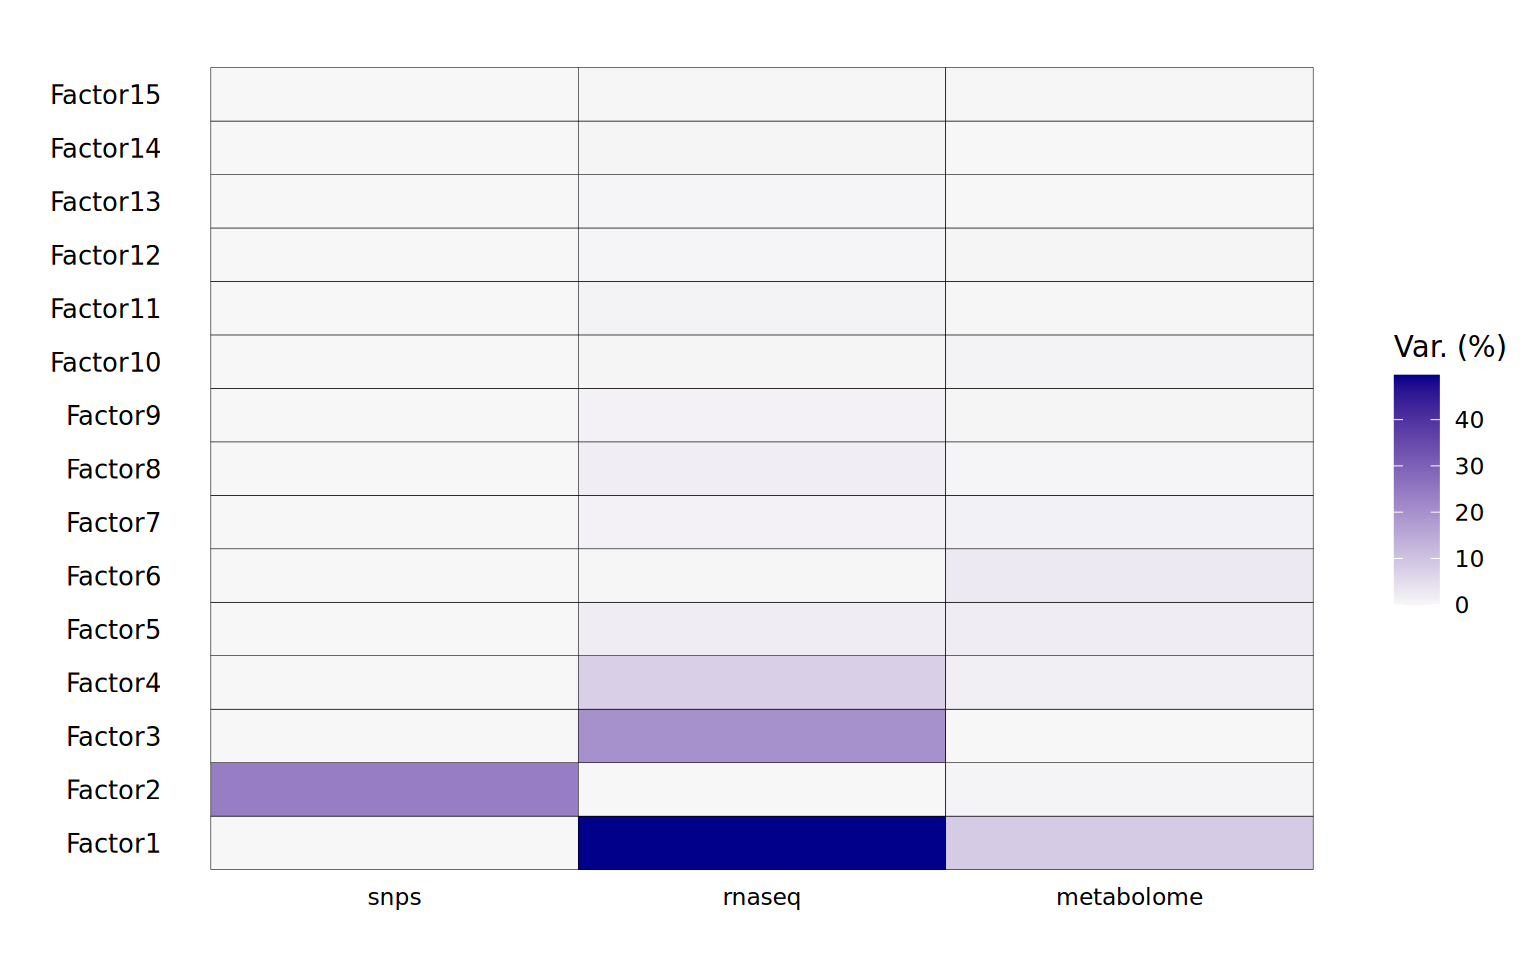 Factor15
Factor14
Factor13
Factor12
Factor11
Factor10
Factor9
Factor8
Factor7
Factor6
Factor5
Factor4
Factor3
Factor2
Factor1
snps rnaseq metabolome
Var. (%)
40
30
20
10
0